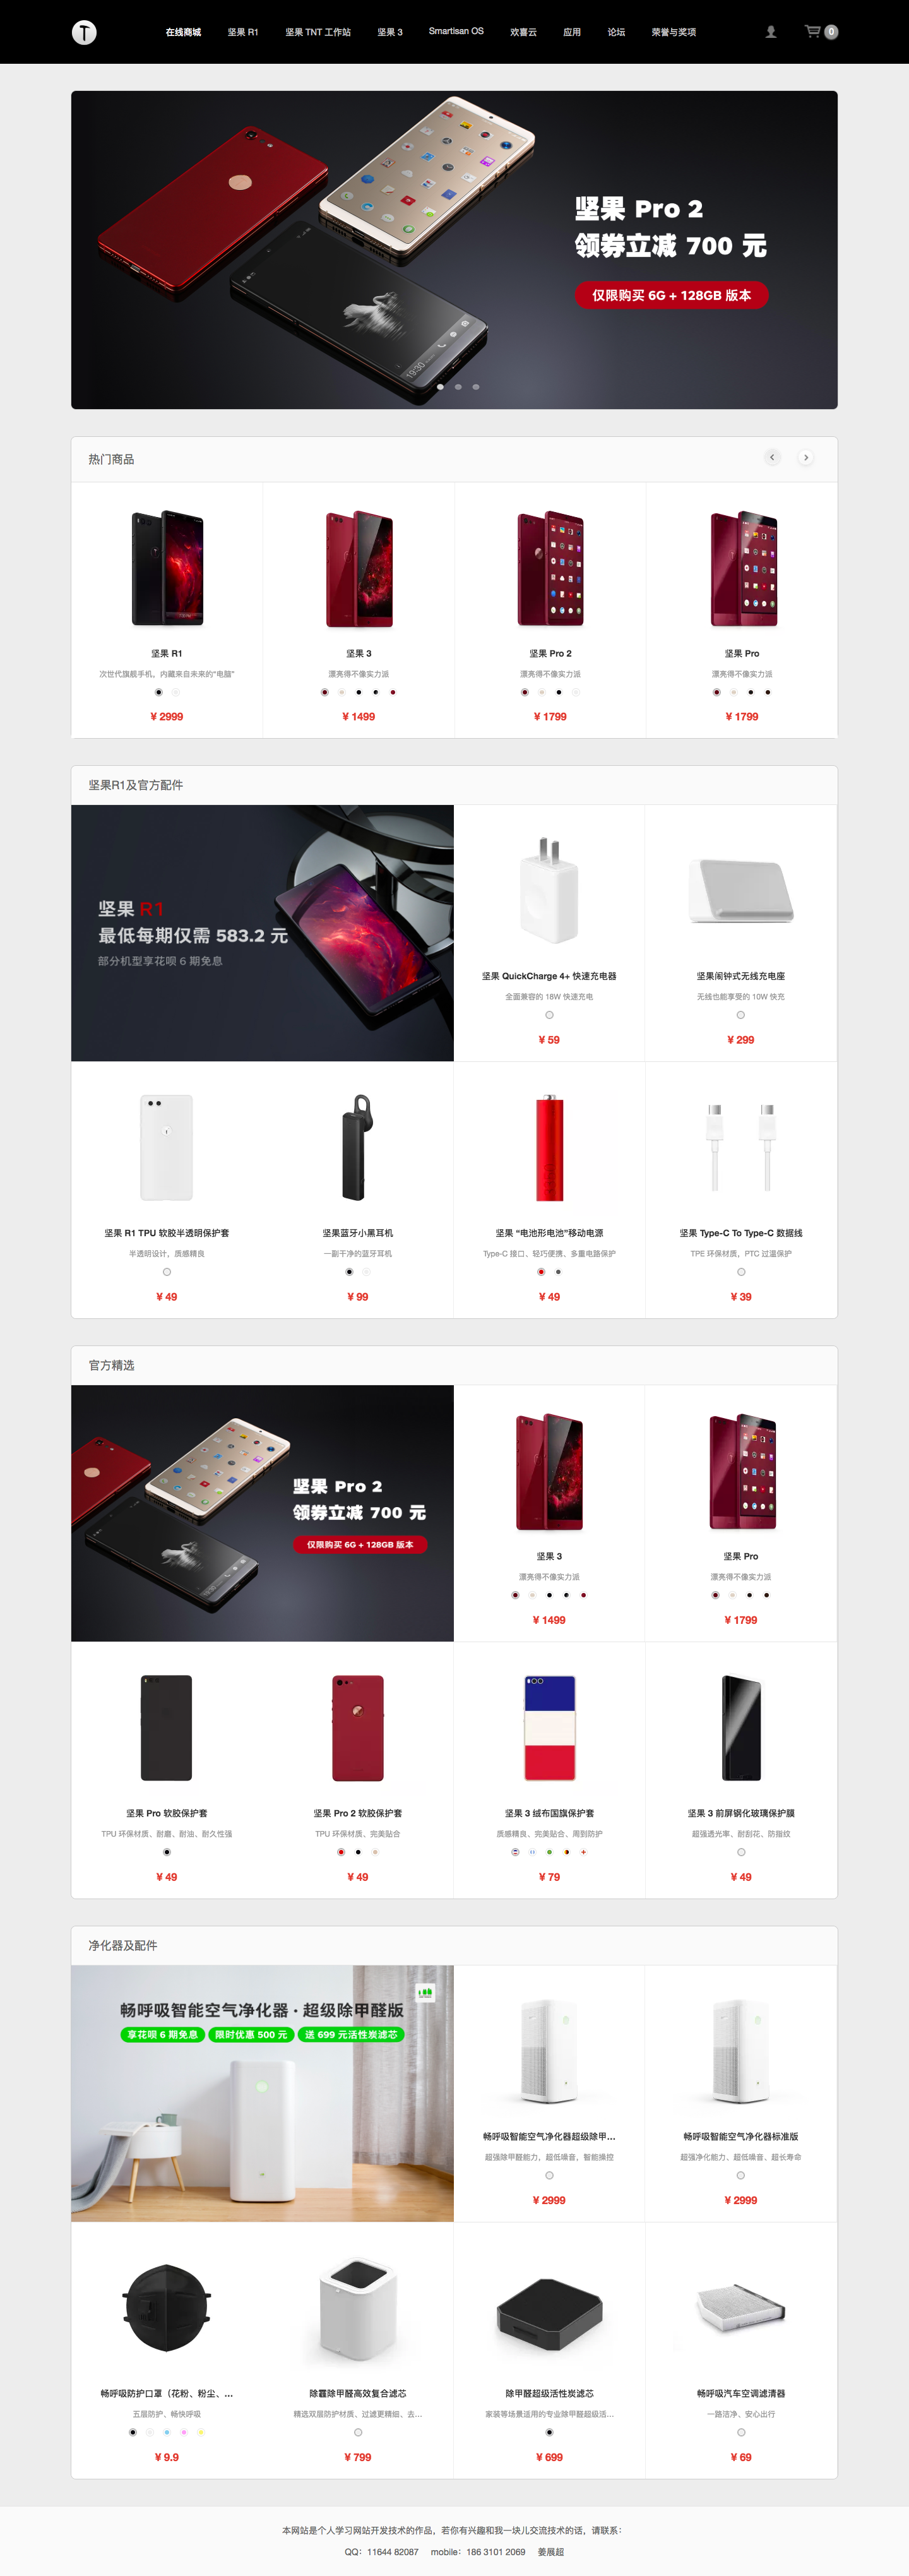 在线商城 坚果 R1 坚果 TNT 工作站 坚果 3 Smartisan OS 欢喜云 应用 论坛 荣誉与奖项 0
坚果 Pro 2
领券立减 700 元
仅限购买 6G + 128GB 版本
19:30
热门商品
坚果 R1
次世代旗舰手机，内藏来自未来的“电脑”
¥ 2999
坚果 3
漂亮得不像实力派
¥ 1499
坚果 Pro 2
漂亮得不像实力派
¥ 1799
坚果 Pro
漂亮得不像实力派
¥ 1799
坚果R1及官方配件
坚果 R1
最低每期仅需 583.2 元
部分机型享花呗 6 期免息
坚果 QuickCharge 4+ 快速充电器
全面兼容的 18W 快速充电
¥ 59
坚果闹钟式无线充电座
无线也能享受的 10W 快充
¥ 299
坚果 R1 TPU 软胶半透明保护套
半透明设计，质感精良
¥ 49
坚果蓝牙小黑耳机
一副干净的蓝牙耳机
¥ 99
坚果 “电池形电池”移动电源
Type-C 接口、轻巧便携、多重电路保护
¥ 49
坚果 Type-C To Type-C 数据线
TPE 环保材质，PTC 过温保护
¥ 39
官方精选
坚果 Pro 2
领券立减 700 元
仅限购买 6G + 128GB 版本
19:30
坚果 3
漂亮得不像实力派
¥ 1499
坚果 Pro
漂亮得不像实力派
¥ 1799
坚果 Pro 软胶保护套
TPU 环保材质、耐磨、耐油、耐久性强
¥ 49
坚果 Pro 2 软胶保护套
TPU 环保材质、完美贴合
¥ 49
坚果 3 绒布国旗保护套
质感精良、完美贴合、周到防护
¥ 79
坚果 3 前屏钢化玻璃保护膜
超强透光率、耐刮花、防指纹
¥ 49
净化器及配件
畅呼吸智能空气净化器 · 超级除甲醛版
享花呗 6 期免息 限时优惠 500 元 送 699 元活性炭滤芯
畅呼吸智能空气净化器超级除甲...
超强除甲醛能力，超低噪音，智能操控
¥ 2999
畅呼吸智能空气净化器标准版
超强净化能力、超低噪音、超长寿命
¥ 2999
畅呼吸防护口罩（花粉、粉尘、...
五层防护、畅快呼吸
¥ 9.9
除霾除甲醛高效复合滤芯
精选双层防护材质、过滤更精细、去...
¥ 799
除甲醛超级活性炭滤芯
家装等场景适用的专业除甲醛超级活...
¥ 699
畅呼吸汽车空调滤清器
一路洁净、安心出行
¥ 69
本网站是个人学习网站开发技术的作品，若你有兴趣和我一块儿交流技术的话，请联系：
QQ：11644 82087 mobile：186 3101 2069 姜展超